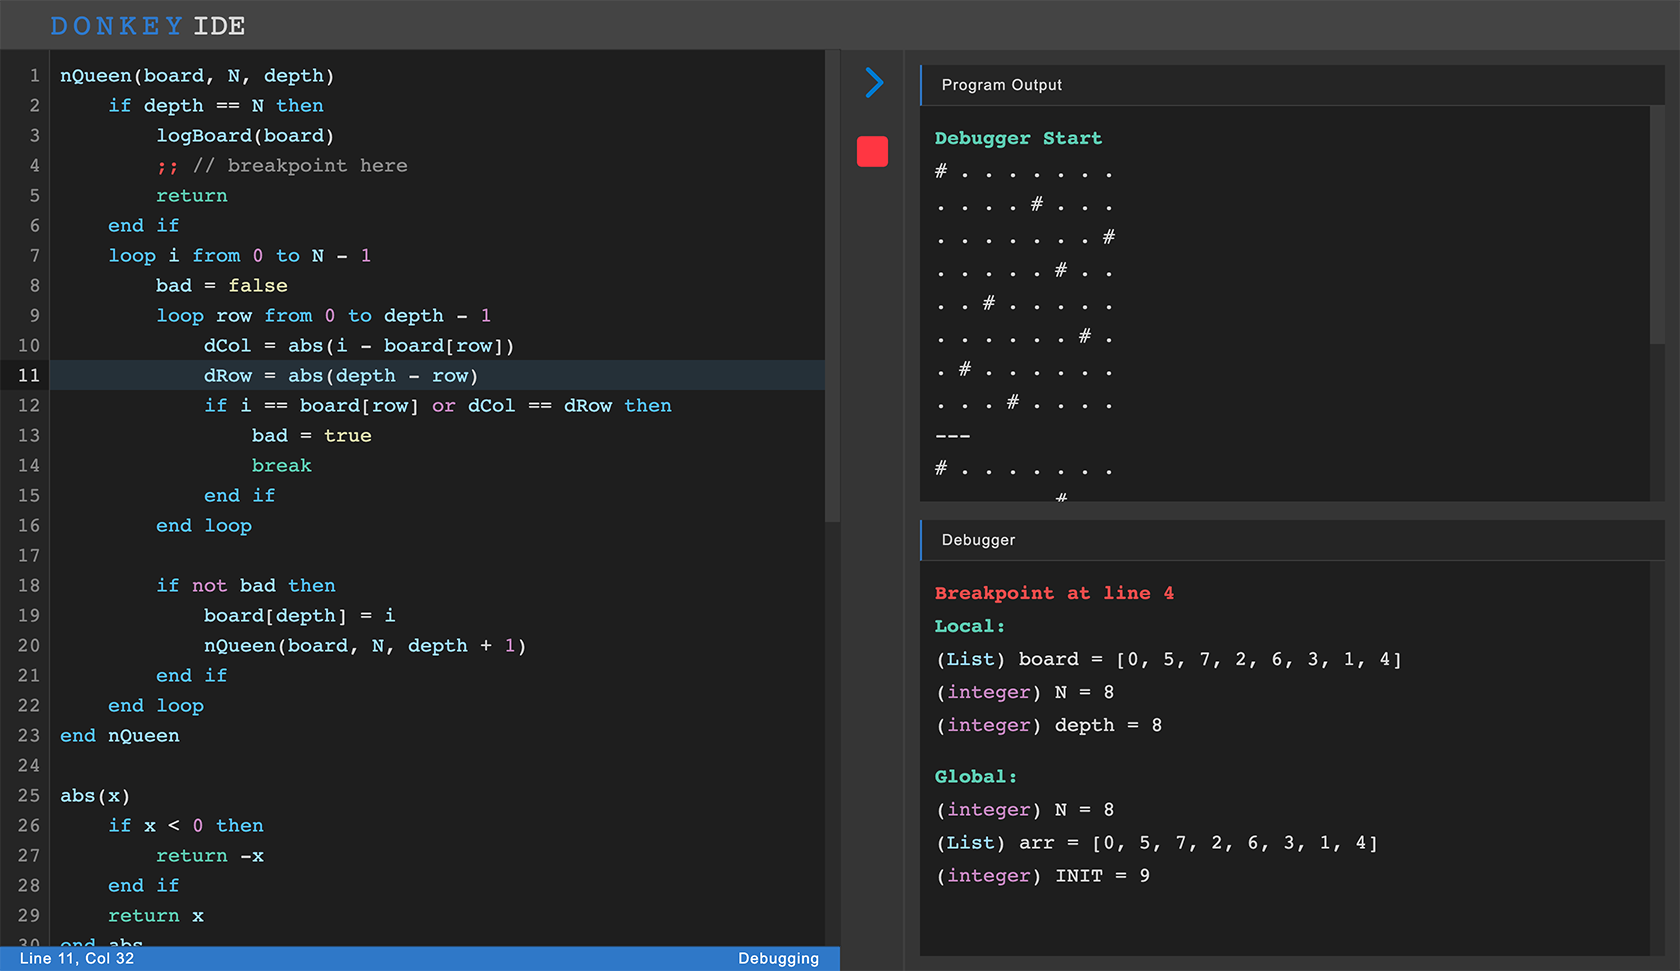 DONKEY IDE
1 nQueen(board, N, depth)
2 if depth == N then
3 logBoard(board)
4 ;; // breakpoint here
5 return
6 end if
7 loop i from 0 to N - 1
8 bad = false
9 loop row from 0 to depth - 1
10 dCol = abs(i - board[row])
11 dRow = abs(depth - row)
12 if i == board[row] or dCol == dRow then
13 bad = true
14 break
15 end if
16 end loop
17
18 if not bad then
19 board[depth] = i
20 nQueen(board, N, depth + 1)
21 end if
22 end loop
23 end nQueen
24
25 abs(x)
26 if x < 0 then
27 return -x
28 end if
29 return x
30 end abs
Line 11, Col 32 Debugging
Program Output
Debugger Start
# . . . . . . .
. . . . # . . .
. . . . . . . #
. . . . . # . .
. . # . . . . .
. . . . . . # .
. # . . . . . .
. . . # . . . .
---
# . . . . . . .
#
Debugger
Breakpoint at line 4
Local:
(List) board = [0, 5, 7, 2, 6, 3, 1, 4]
(integer) N = 8
(integer) depth = 8
Global:
(integer) N = 8
(List) arr = [0, 5, 7, 2, 6, 3, 1, 4]
(integer) INIT = 9